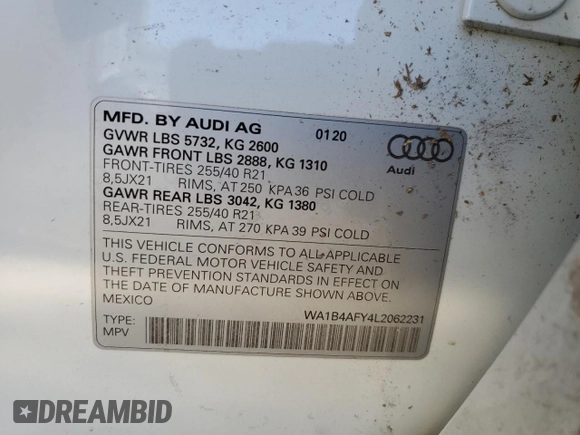 MFD. BY AUDI AG 01 20
GVWR LBS 5732, KG 2600
GAWR FRONT LBS 2888, KG 1310
FRONT-TIRES 255/40 R21
8,5JX21 RIMS, AT 250 KPA 36 PSI COLD
GAWR REAR LBS 3042, KG 1380
REAR-TIRES 255/40 R21
8,5JX21 RIMS, AT 270 KPA 39 PSI COLD
Audi
THIS VEHICLE CONFORMS TO ALL APPLICABLE
U.S. FEDERAL MOTOR VEHICLE SAFETY AND
THEFT PREVENTION STANDARDS IN EFFECT ON
THE DATE OF MANUFACTURE SHOWN ABOVE.
MEXICO
WA1B4AFY4L2062231
TYPE:
MPV
DREAMBID